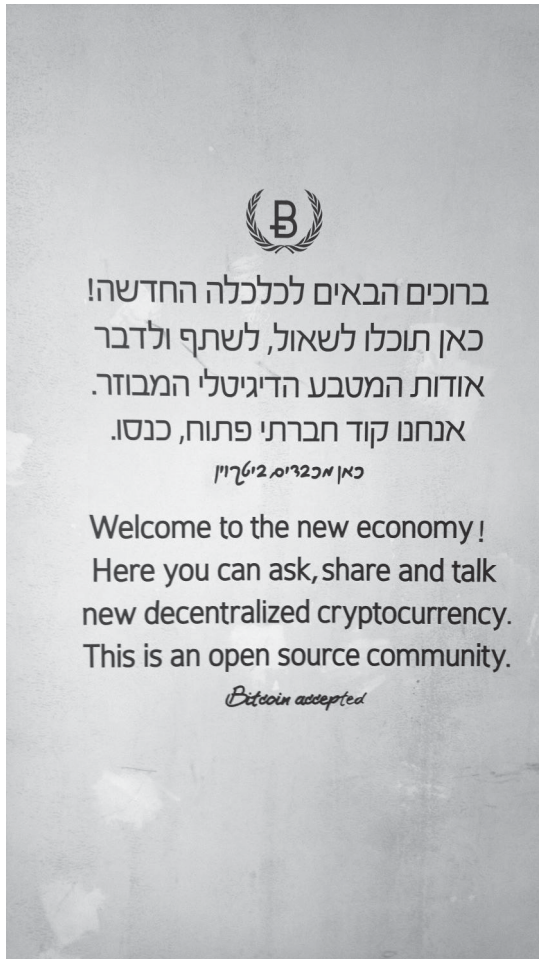 B
ברוכים הבאים לכלכלה החדשה!
כאן תוכלו לשאול, לשתף ולדבר
אודות המטבע הדיגיטלי המבוזר.
אנחנו קוד חברתי פתוח, כנסו.
כאן מכבדים ביטקוין
Welcome to the new economy!
Here you can ask, share and talk
new decentralized cryptocurrency.
This is an open source community.
Bitcoin accepted